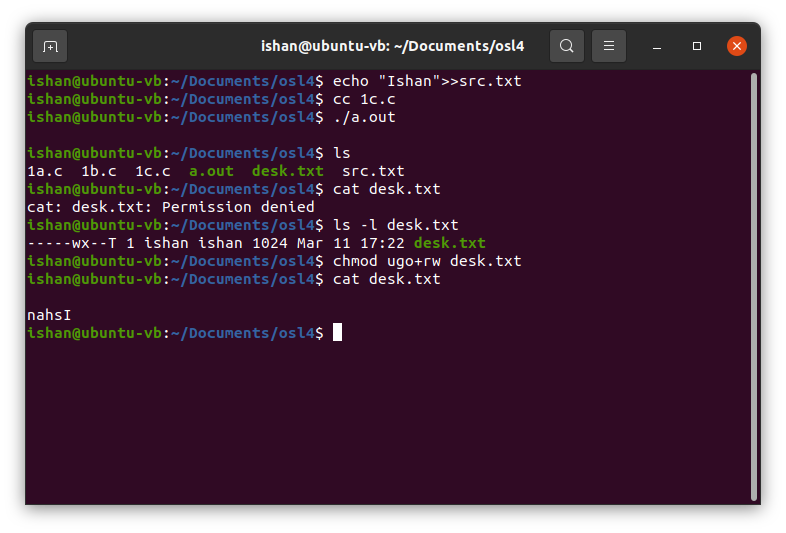 ishan@ubuntu-vb: ~/Documents/osl4
ishan@ubuntu-vb:~/Documents/osl4$ echo "Ishan">>src.txt
ishan@ubuntu-vb:~/Documents/osl4$ cc 1c.c
ishan@ubuntu-vb:~/Documents/osl4$ ./a.out
ishan@ubuntu-vb:~/Documents/osl4$ ls
1a.c  1b.c  1c.c  a.out  desk.txt  src.txt
ishan@ubuntu-vb:~/Documents/osl4$ cat desk.txt
cat: desk.txt: Permission denied
ishan@ubuntu-vb:~/Documents/osl4$ ls -l desk.txt
-----wx--T 1 ishan ishan 1024 Mar 11 17:22 desk.txt
ishan@ubuntu-vb:~/Documents/osl4$ chmod ugo+rw desk.txt
ishan@ubuntu-vb:~/Documents/osl4$ cat desk.txt
nahsI
ishan@ubuntu-vb:~/Documents/osl4$